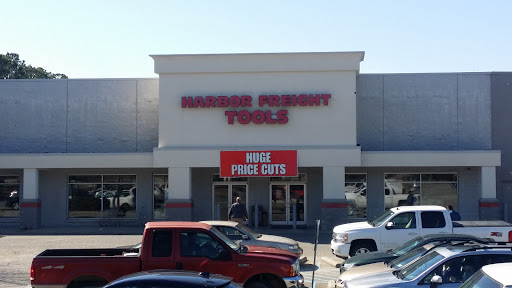 HARBOR FREIGHT
TOOLS
HUGE
PRICE CUTS